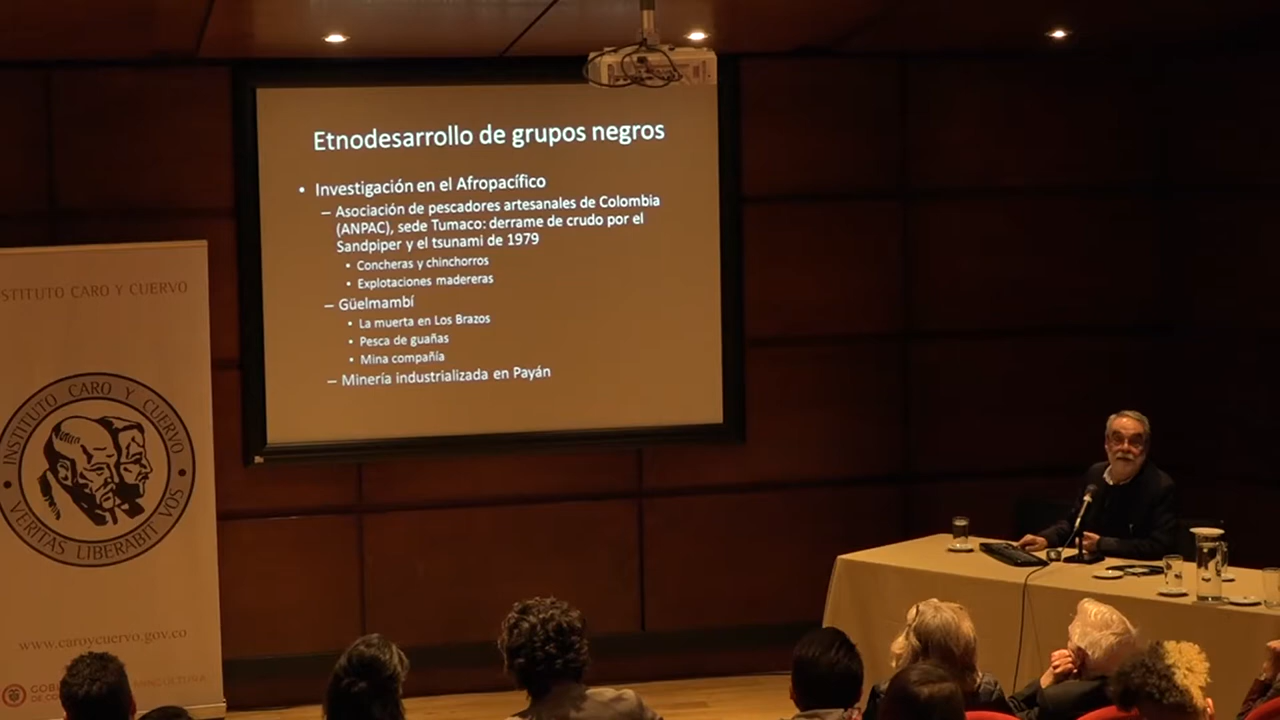 Etnodesarrollo de grupos negros
• Investigación en el Afropacífico
– Asociación de pescadores artesanales de Colombia
(ANPAC), sede Tumaco: derrame de crudo por el
Sandpiper y el tsunami de 1979
• Concheras y chinchorros
• Explotaciones madereras
– Güelmambí
• La muerta en Los Brazos
• Pesca de guañas
• Mina compañía
– Minería industrializada en Payán
STITUTO CARO Y CUERVO
INSTITUTO CARO Y CUERVO
• VERITAS LIBERABIT VOS •
www.caroycuervo.gov.co